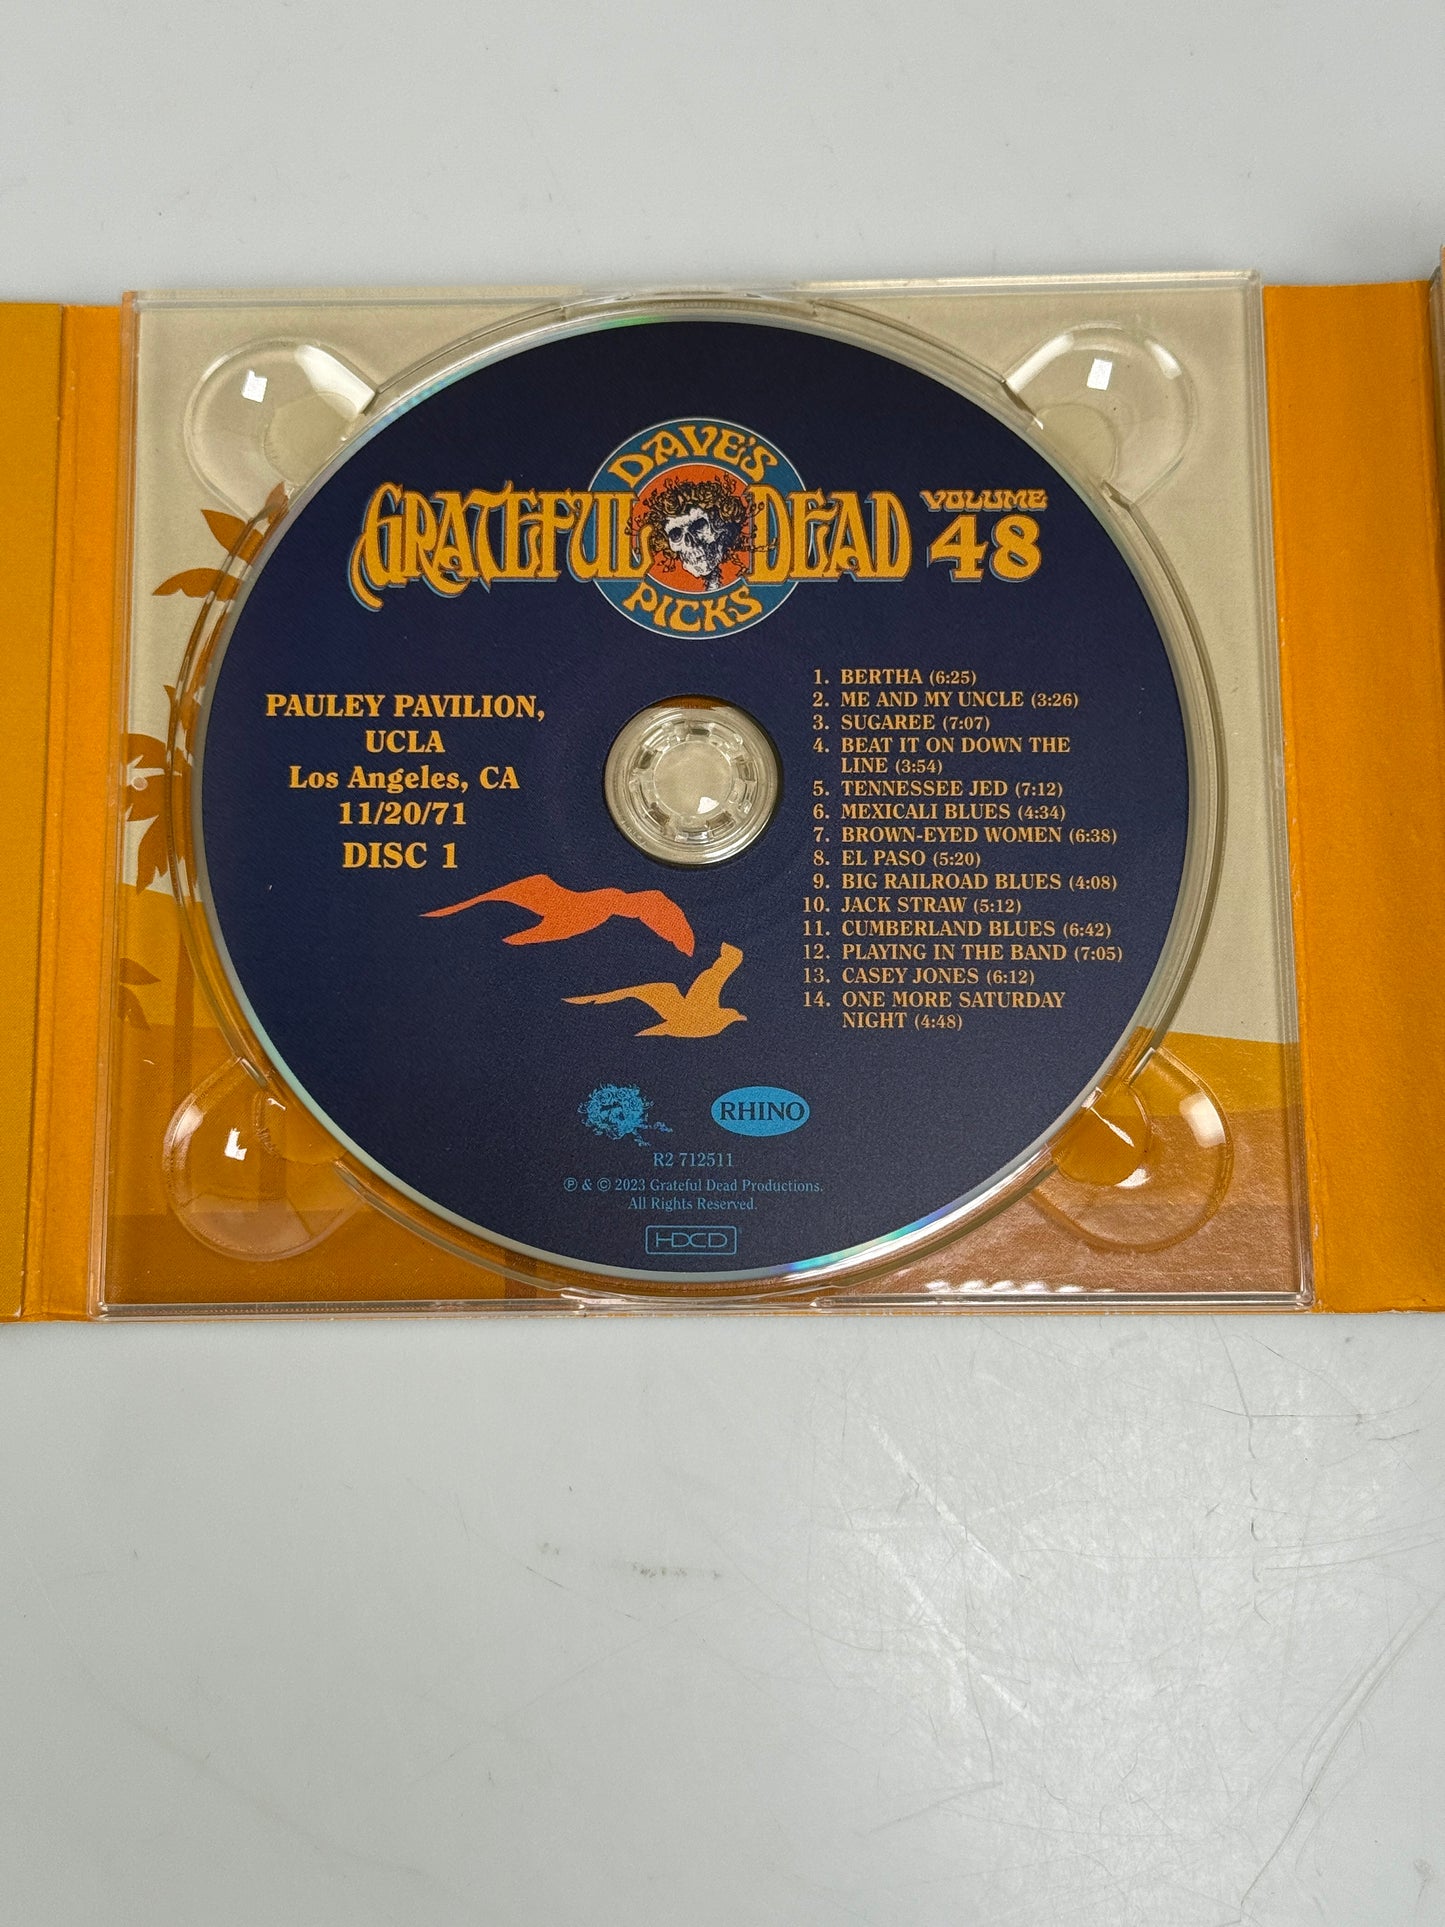 DAVE'S
GRATEFUL DEAD
PICKS
VOLUME
48
PAULEY PAVILION,
UCLA
Los Angeles, CA
11/20/71
DISC 1
1. BERTHA (6:25)
2. ME AND MY UNCLE (3:26)
3. SUGAREE (7:07)
4. BEAT IT ON DOWN THE
LINE (3:54)
5. TENNESSEE JED (7:12)
6. MEXICALI BLUES (4:34)
7. BROWN-EYED WOMEN (6:38)
8. EL PASO (5:20)
9. BIG RAILROAD BLUES (4:08)
10. JACK STRAW (5:12)
11. CUMBERLAND BLUES (6:42)
12. PLAYING IN THE BAND (7:05)
13. CASEY JONES (6:12)
14. ONE MORE SATURDAY
NIGHT (4:48)
RHINO
R2 712511
℗ & © 2023 Grateful Dead Productions.
All Rights Reserved.
HDCD